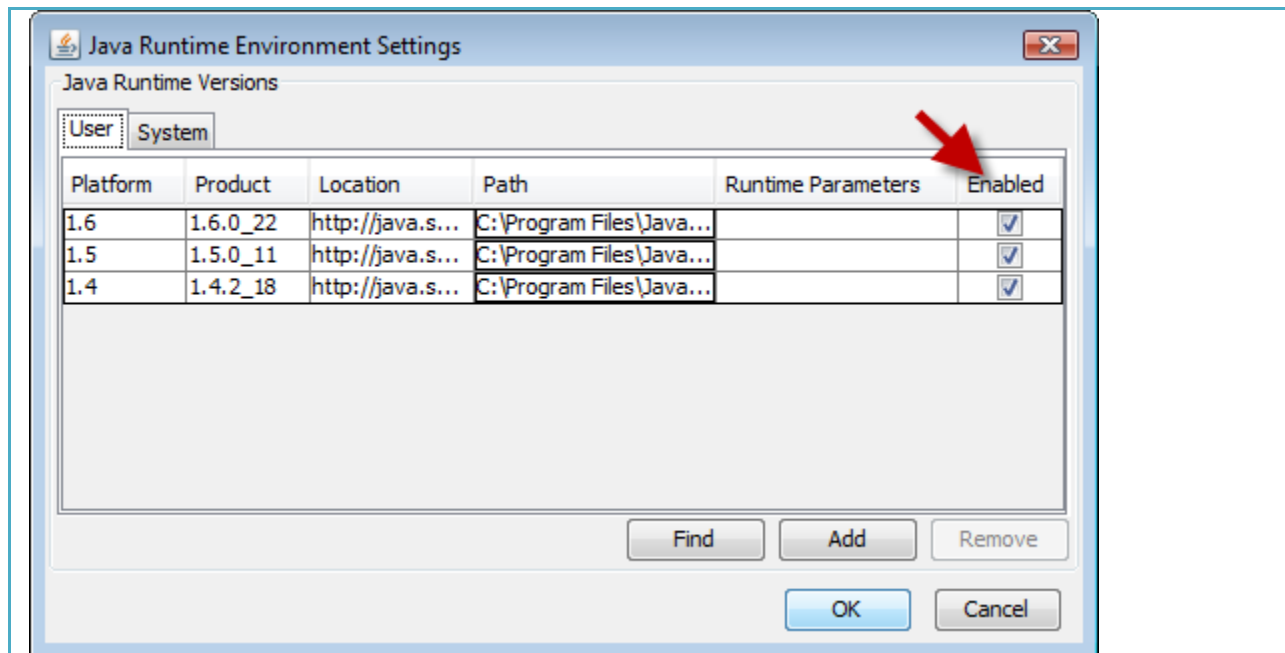 Java Runtime Environment Settings
Java Runtime Versions
User System
Platform Product Location Path Runtime Parameters Enabled
1.6 1.6.0_22 http://java.s... C:\Program Files\Java...
1.5 1.5.0_11 http://java.s... C:\Program Files\Java...
1.4 1.4.2_18 http://java.s... C:\Program Files\Java...
Find Add Remove
OK Cancel